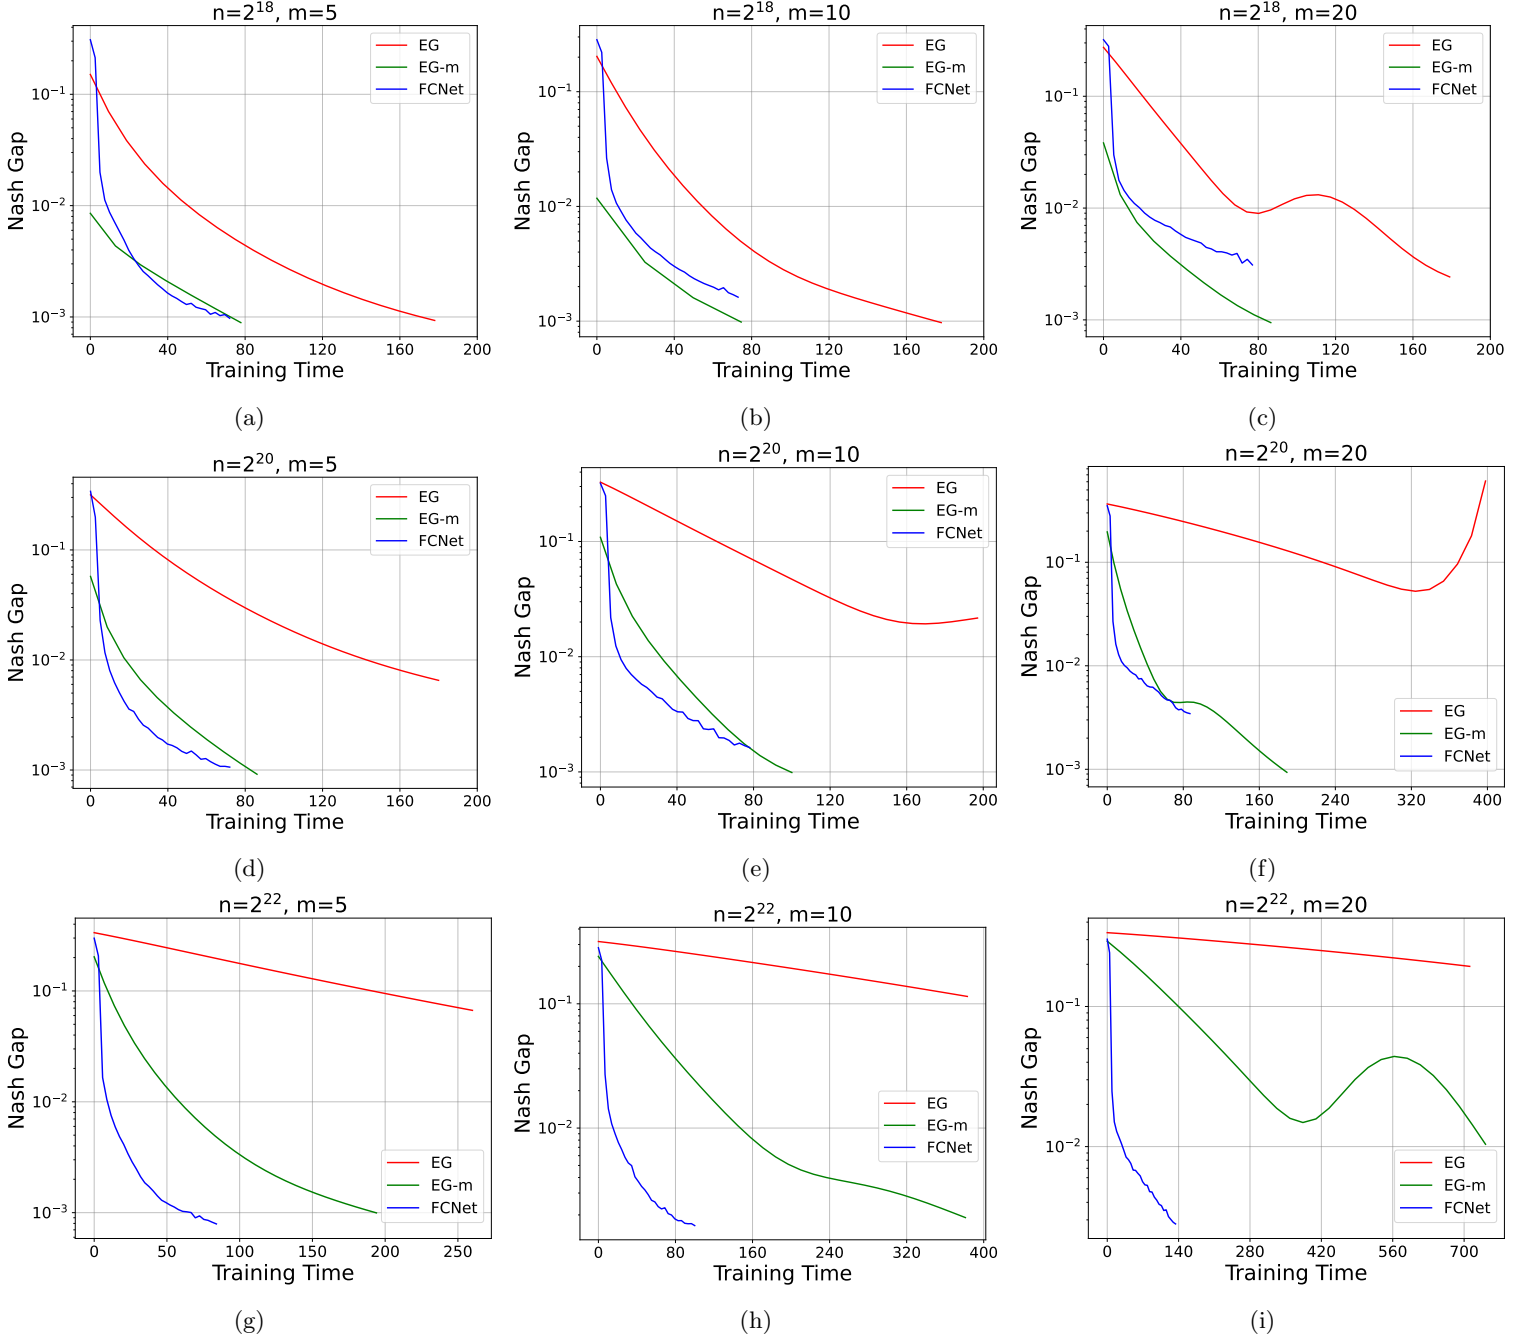 n=2^18, m=5
Nash Gap
10^−1
10^−2
10^−3
EG
EG-m
FCNet
0 40 80 120 160 200
Training Time
(a)
n=2^18, m=10
Nash Gap
10^−1
10^−2
10^−3
EG
EG-m
FCNet
0 40 80 120 160 200
Training Time
(b)
n=2^18, m=20
Nash Gap
10^−1
10^−2
10^−3
EG
EG-m
FCNet
0 40 80 120 160 200
Training Time
(c)
n=2^20, m=5
Nash Gap
10^−1
10^−2
10^−3
EG
EG-m
FCNet
0 40 80 120 160 200
Training Time
(d)
n=2^20, m=10
Nash Gap
10^−1
10^−2
10^−3
EG
EG-m
FCNet
0 40 80 120 160 200
Training Time
(e)
n=2^20, m=20
Nash Gap
10^−1
10^−2
10^−3
EG
EG-m
FCNet
0 80 160 240 320 400
Training Time
(f)
n=2^22, m=5
Nash Gap
10^−1
10^−2
10^−3
EG
EG-m
FCNet
0 50 100 150 200 250
Training Time
(g)
n=2^22, m=10
Nash Gap
10^−1
10^−2
EG
EG-m
FCNet
0 80 160 240 320 400
Training Time
(h)
n=2^22, m=20
Nash Gap
10^−1
10^−2
EG
EG-m
FCNet
0 140 280 420 560 700
Training Time
(i)